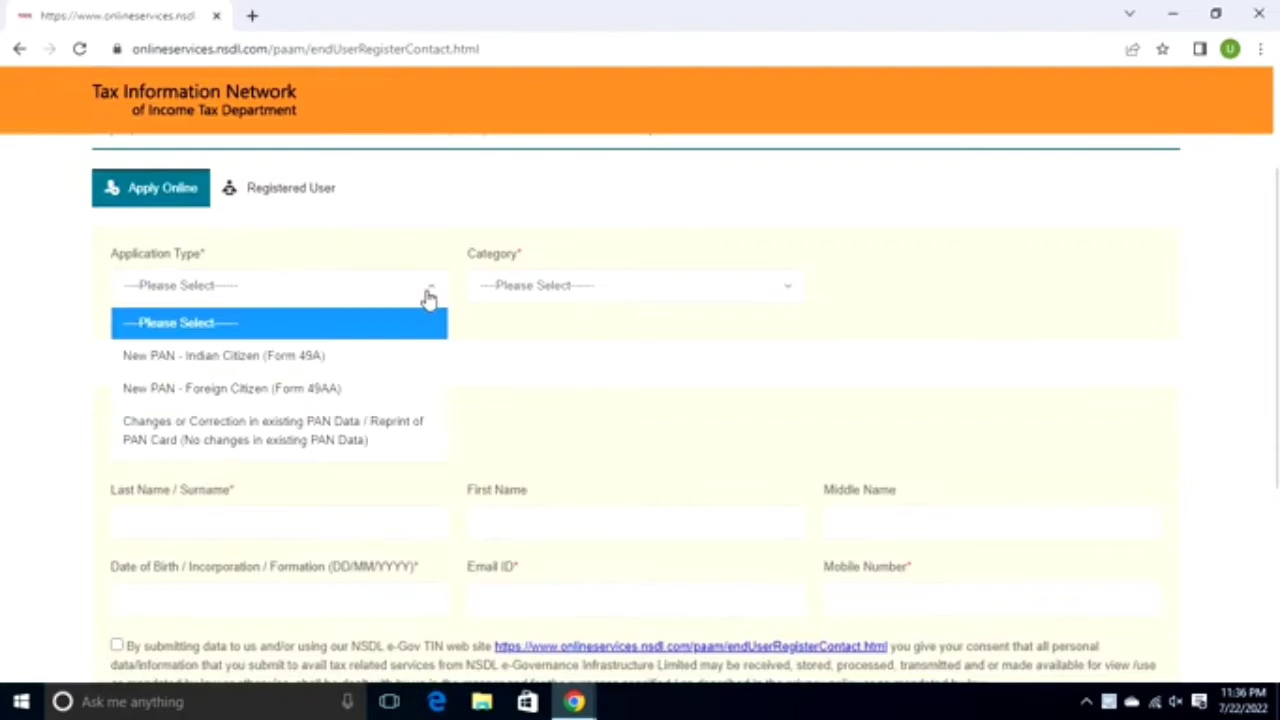 https://www.onlineservices.nsdl
onlineservices.nsdl.com/paam/endUserRegisterContact.html
U
Tax Information Network
of Income Tax Department
Apply Online
Registered User
Application Type*
Category*
---Please Select------
---Please Select------
---Please Select------
New PAN - Indian Citizen (Form 49A)
New PAN - Foreign Citizen (Form 49AA)
Changes or Correction in existing PAN Data / Reprint of
PAN Card (No changes in existing PAN Data)
Last Name / Surname*
First Name
Middle Name
Date of Birth / Incorporation / Formation (DD/MM/YYYY)*
Email ID*
Mobile Number*
By submitting data to us and/or using our NSDL e-Gov TIN web site https://www.onlineservices.nsdl.com/paam/endUserRegisterContact.html you give your consent that all personal
data/information that you submit to avail tax related services from NSDL e-Governance Infrastructure Limited may be received, stored, processed, transmitted and or made available for view /use
Ask me anything
11:36 PM
7/22/2022